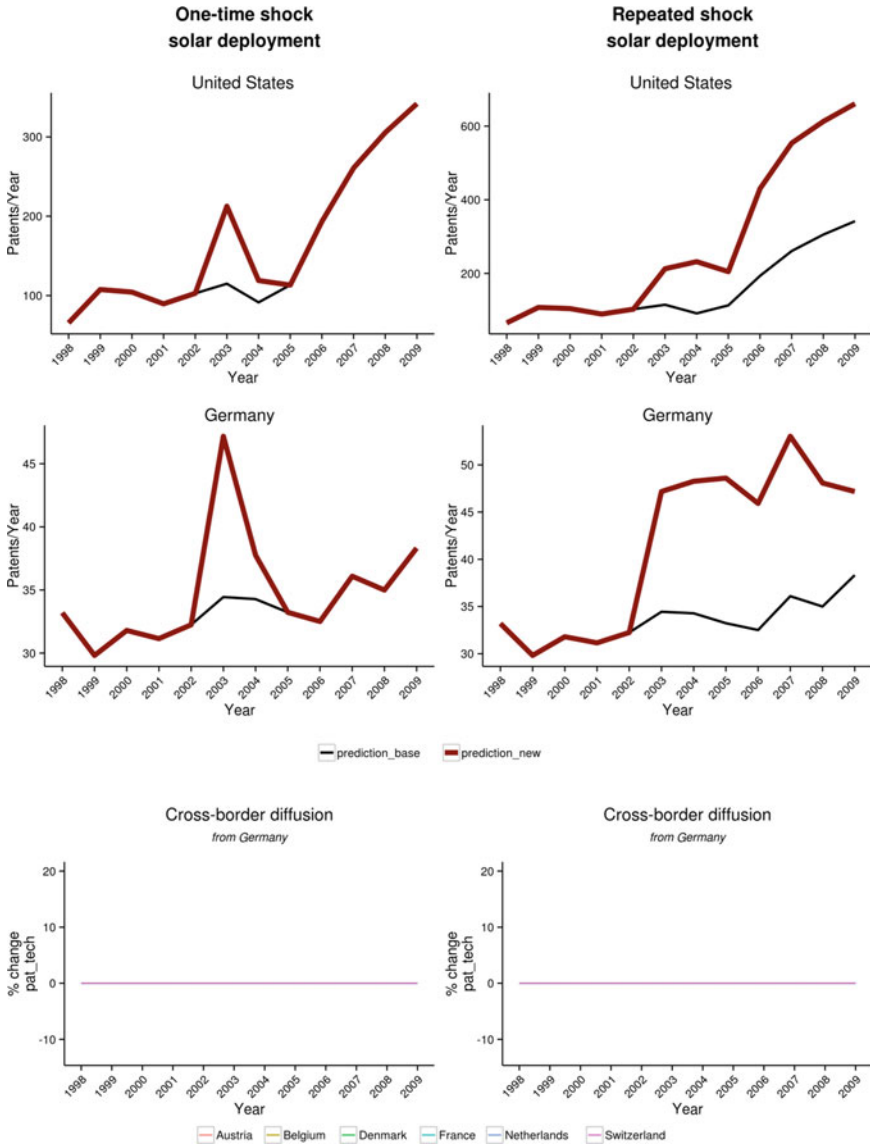 One-time shock
solar deployment
Repeated shock
solar deployment
United States
Patents/Year
300
200
100
1998 1999 2000 2001 2002 2003 2004 2005 2006 2007 2008 2009
Year
United States
Patents/Year
600
400
200
1998 1999 2000 2001 2002 2003 2004 2005 2006 2007 2008 2009
Year
Germany
Patents/Year
45
40
35
30
1998 1999 2000 2001 2002 2003 2004 2005 2006 2007 2008 2009
Year
Germany
Patents/Year
50
45
40
35
30
1998 1999 2000 2001 2002 2003 2004 2005 2006 2007 2008 2009
Year
prediction_base prediction_new
Cross-border diffusion
from Germany
% change
pat_tech
20
10
0
-10
1998 1999 2000 2001 2002 2003 2004 2005 2006 2007 2008 2009
Year
Cross-border diffusion
from Germany
% change
pat_tech
20
10
0
-10
1998 1999 2000 2001 2002 2003 2004 2005 2006 2007 2008 2009
Year
Austria Belgium Denmark France Netherlands Switzerland